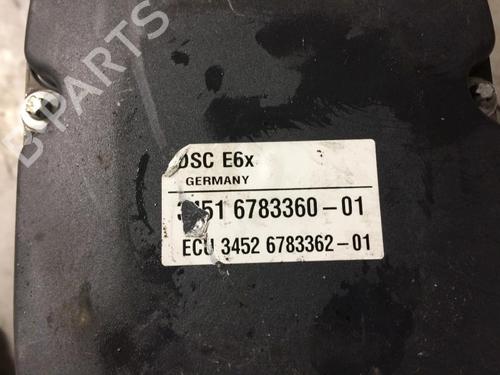 B-PARTS
DSC E6x
GERMANY
3451 6783360-01
ECU 3452 6783362-01